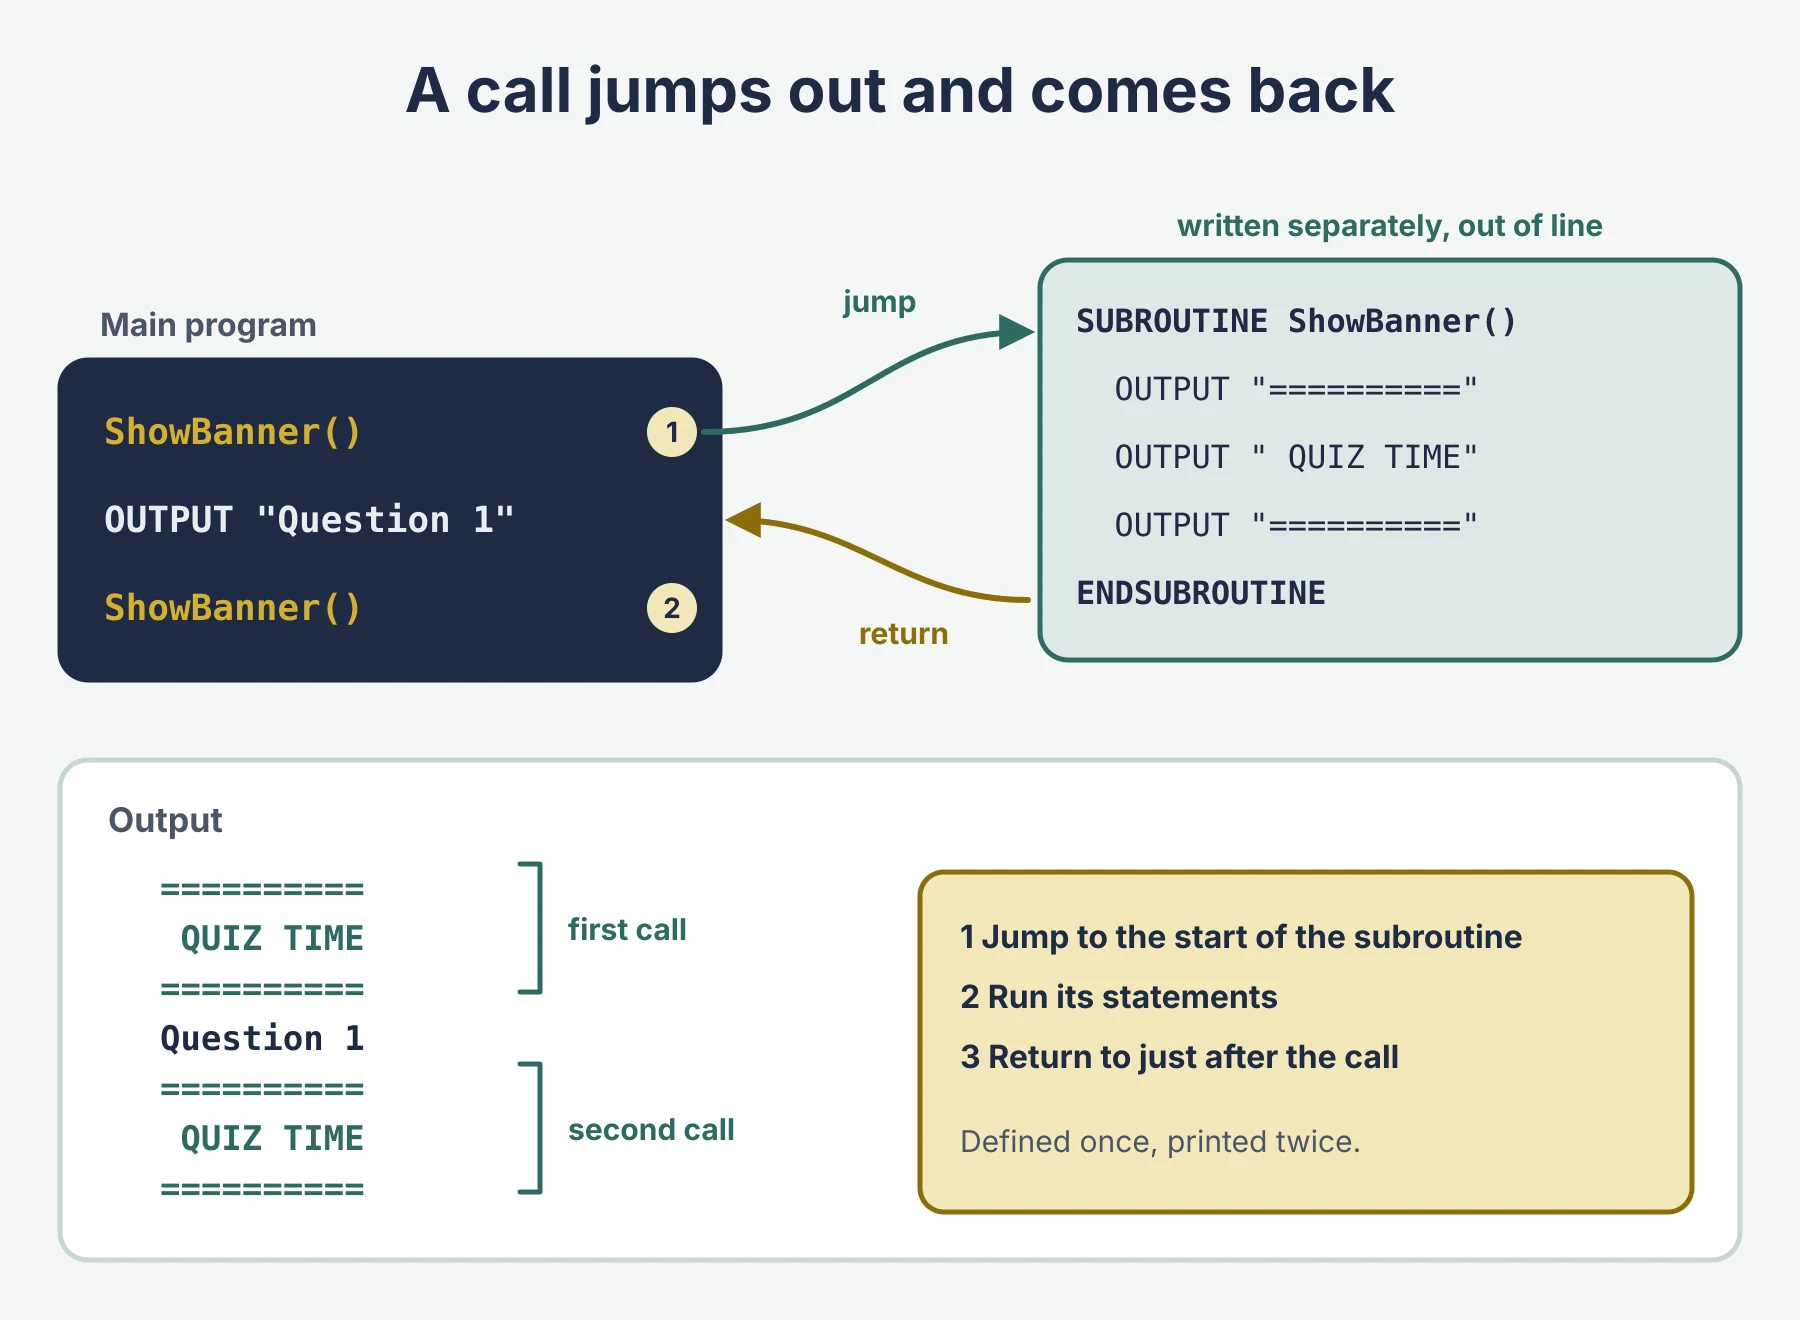 A call jumps out and comes back
written separately, out of line
jump
Main program
ShowBanner() 1
OUTPUT "Question 1"
ShowBanner() 2
SUBROUTINE ShowBanner()
  OUTPUT "=========="
  OUTPUT " QUIZ TIME"
  OUTPUT "=========="
ENDSUBROUTINE
return
Output
==========
 QUIZ TIME
==========
first call
Question 1
==========
 QUIZ TIME
==========
second call
1 Jump to the start of the subroutine
2 Run its statements
3 Return to just after the call
Defined once, printed twice.